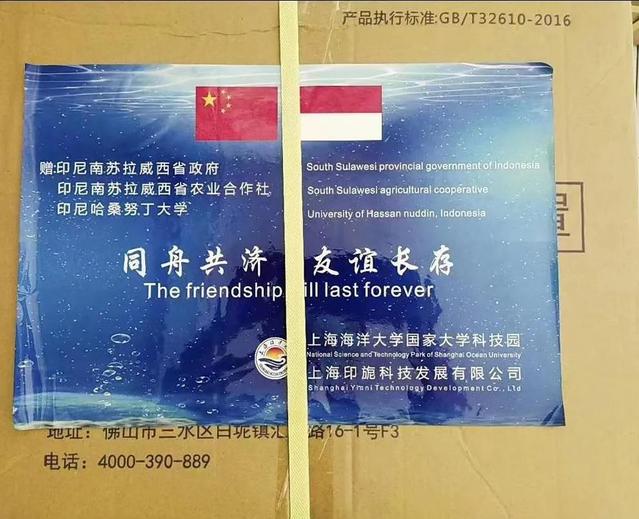 产品执行标准:GB/T32610-2016
赠:印尼南苏拉威西省政府
South Sulawesi provincial government of Indonesia
印尼南苏拉威西省农业合作社
South Sulawesi agricultural cooperative
印尼哈桑努丁大学
University of Hassan nuddin, Indonesia
同舟共济 友谊长存
The friendship ill last forever
上海海洋大学国家大学科技园
National Science and Technology Park of Shanghai Ocean University
上海印旎科技发展有限公司
Shanghai Yinni Technology Development Co., Ltd
地址：佛山市三水区白坭镇汇 路16-1号F3
电话：4000-390-889